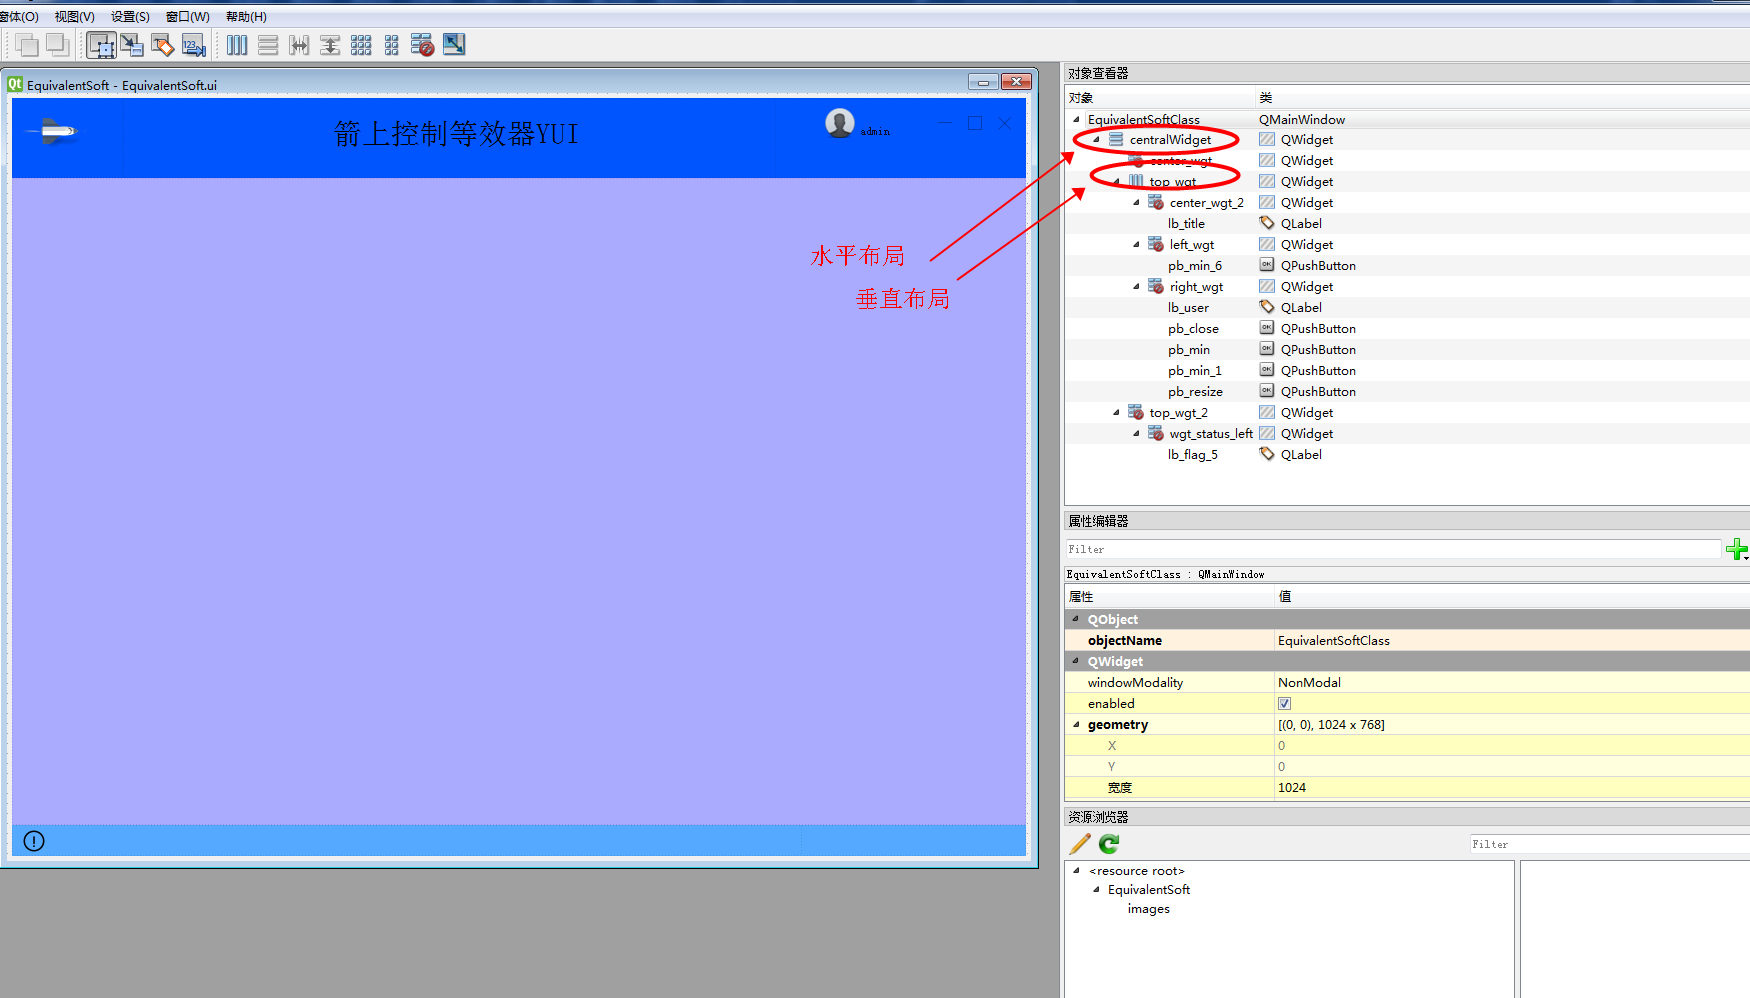 窗体(O) 视图(V) 设置(S) 窗口(W) 帮助(H)
EquivalentSoft - EquivalentSoft.ui
箭上控制等效器YUI
admin
水平布局
垂直布局
对象查看器
对象 类
EquivalentSoftClass QMainWindow
centralWidget QWidget
center_wgt QWidget
top_wgt QWidget
center_wgt_2 QWidget
lb_title QLabel
left_wgt QWidget
pb_min_6 QPushButton
right_wgt QWidget
lb_user QLabel
pb_close QPushButton
pb_min QPushButton
pb_min_1 QPushButton
pb_resize QPushButton
top_wgt_2 QWidget
wgt_status_left QWidget
lb_flag_5 QLabel
属性编辑器
Filter
EquivalentSoftClass : QMainWindow
属性 值
QObject
objectName EquivalentSoftClass
QWidget
windowModality NonModal
enabled
geometry [(0, 0), 1024 x 768]
X 0
Y 0
宽度 1024
资源浏览器
Filter
<resource root>
EquivalentSoft
images